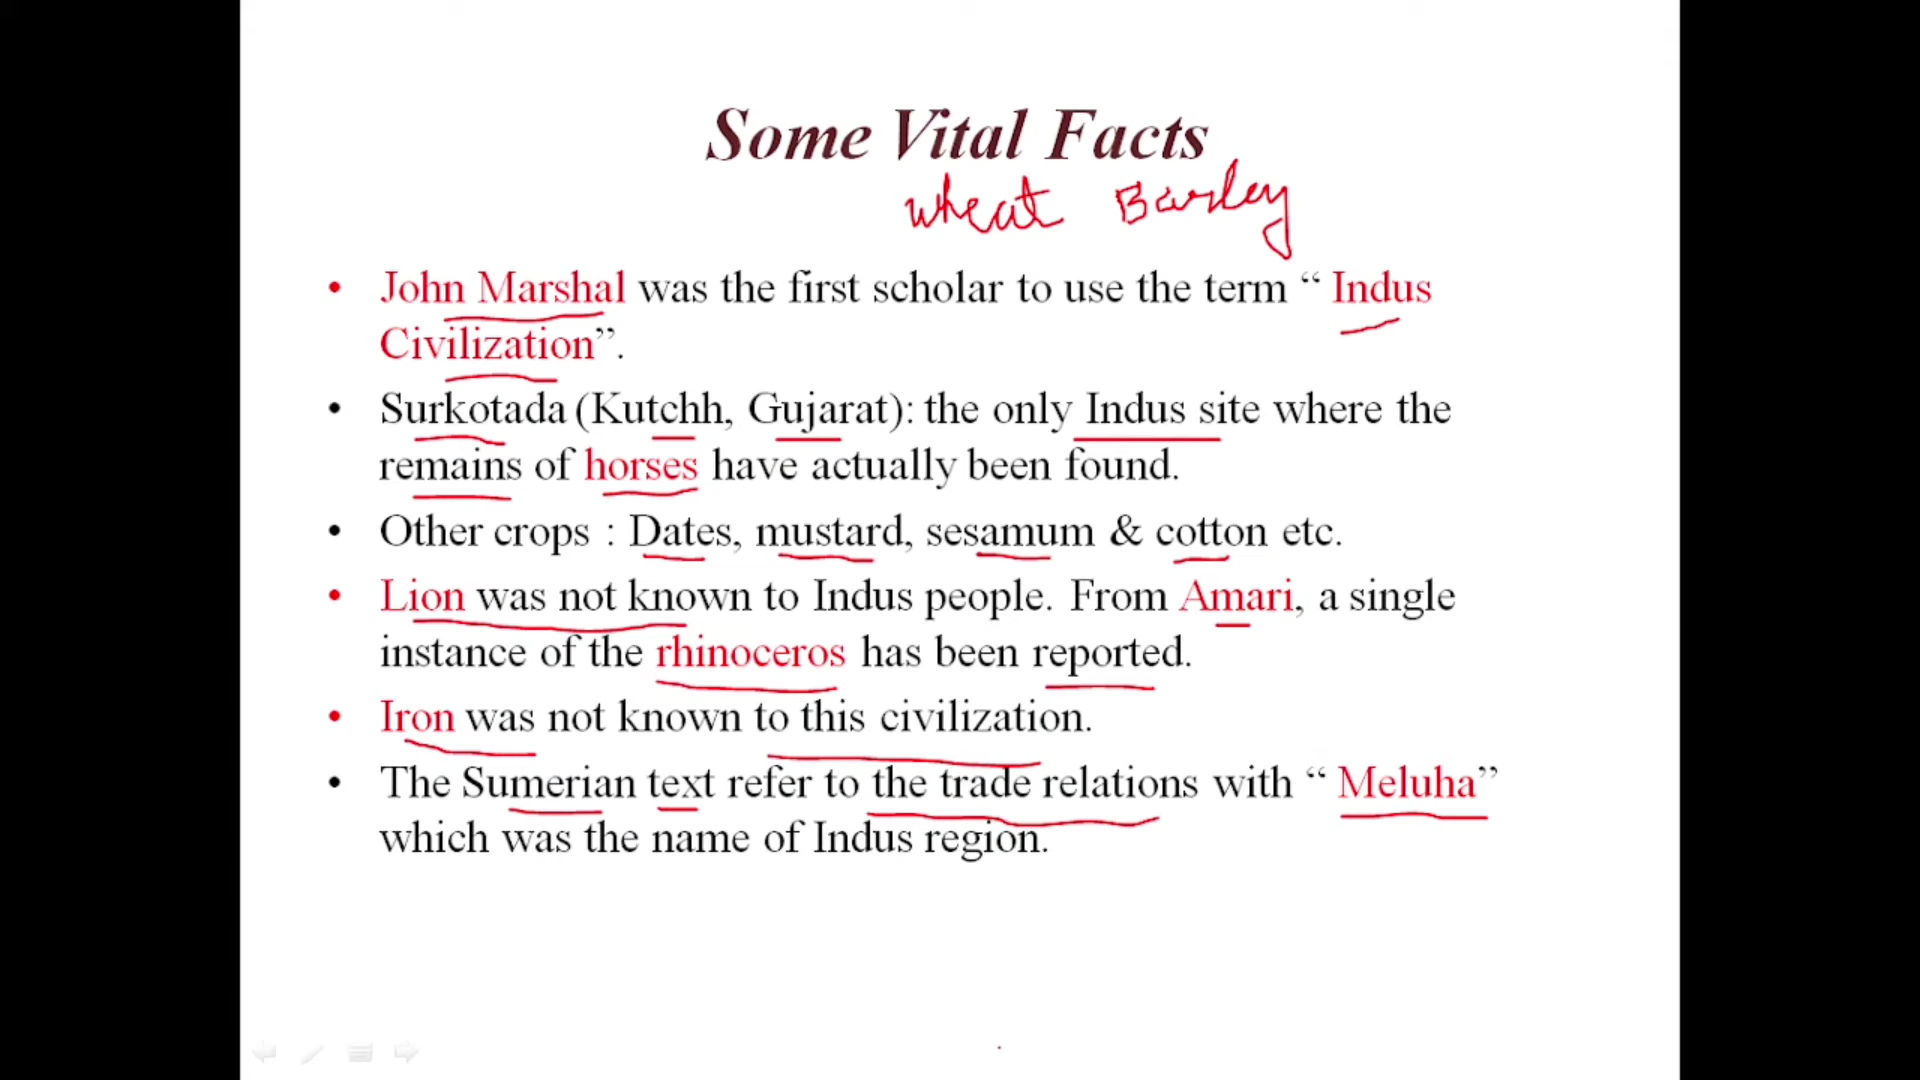 Some Vital Facts
wheat Barley
• John Marshal was the first scholar to use the term “ Indus
Civilization”.
• Surkotada (Kutchh, Gujarat): the only Indus site where the
remains of horses have actually been found.
• Other crops : Dates, mustard, sesamum & cotton etc.
• Lion was not known to Indus people. From Amari, a single
instance of the rhinoceros has been reported.
• Iron was not known to this civilization.
• The Sumerian text refer to the trade relations with “ Meluha”
which was the name of Indus region.